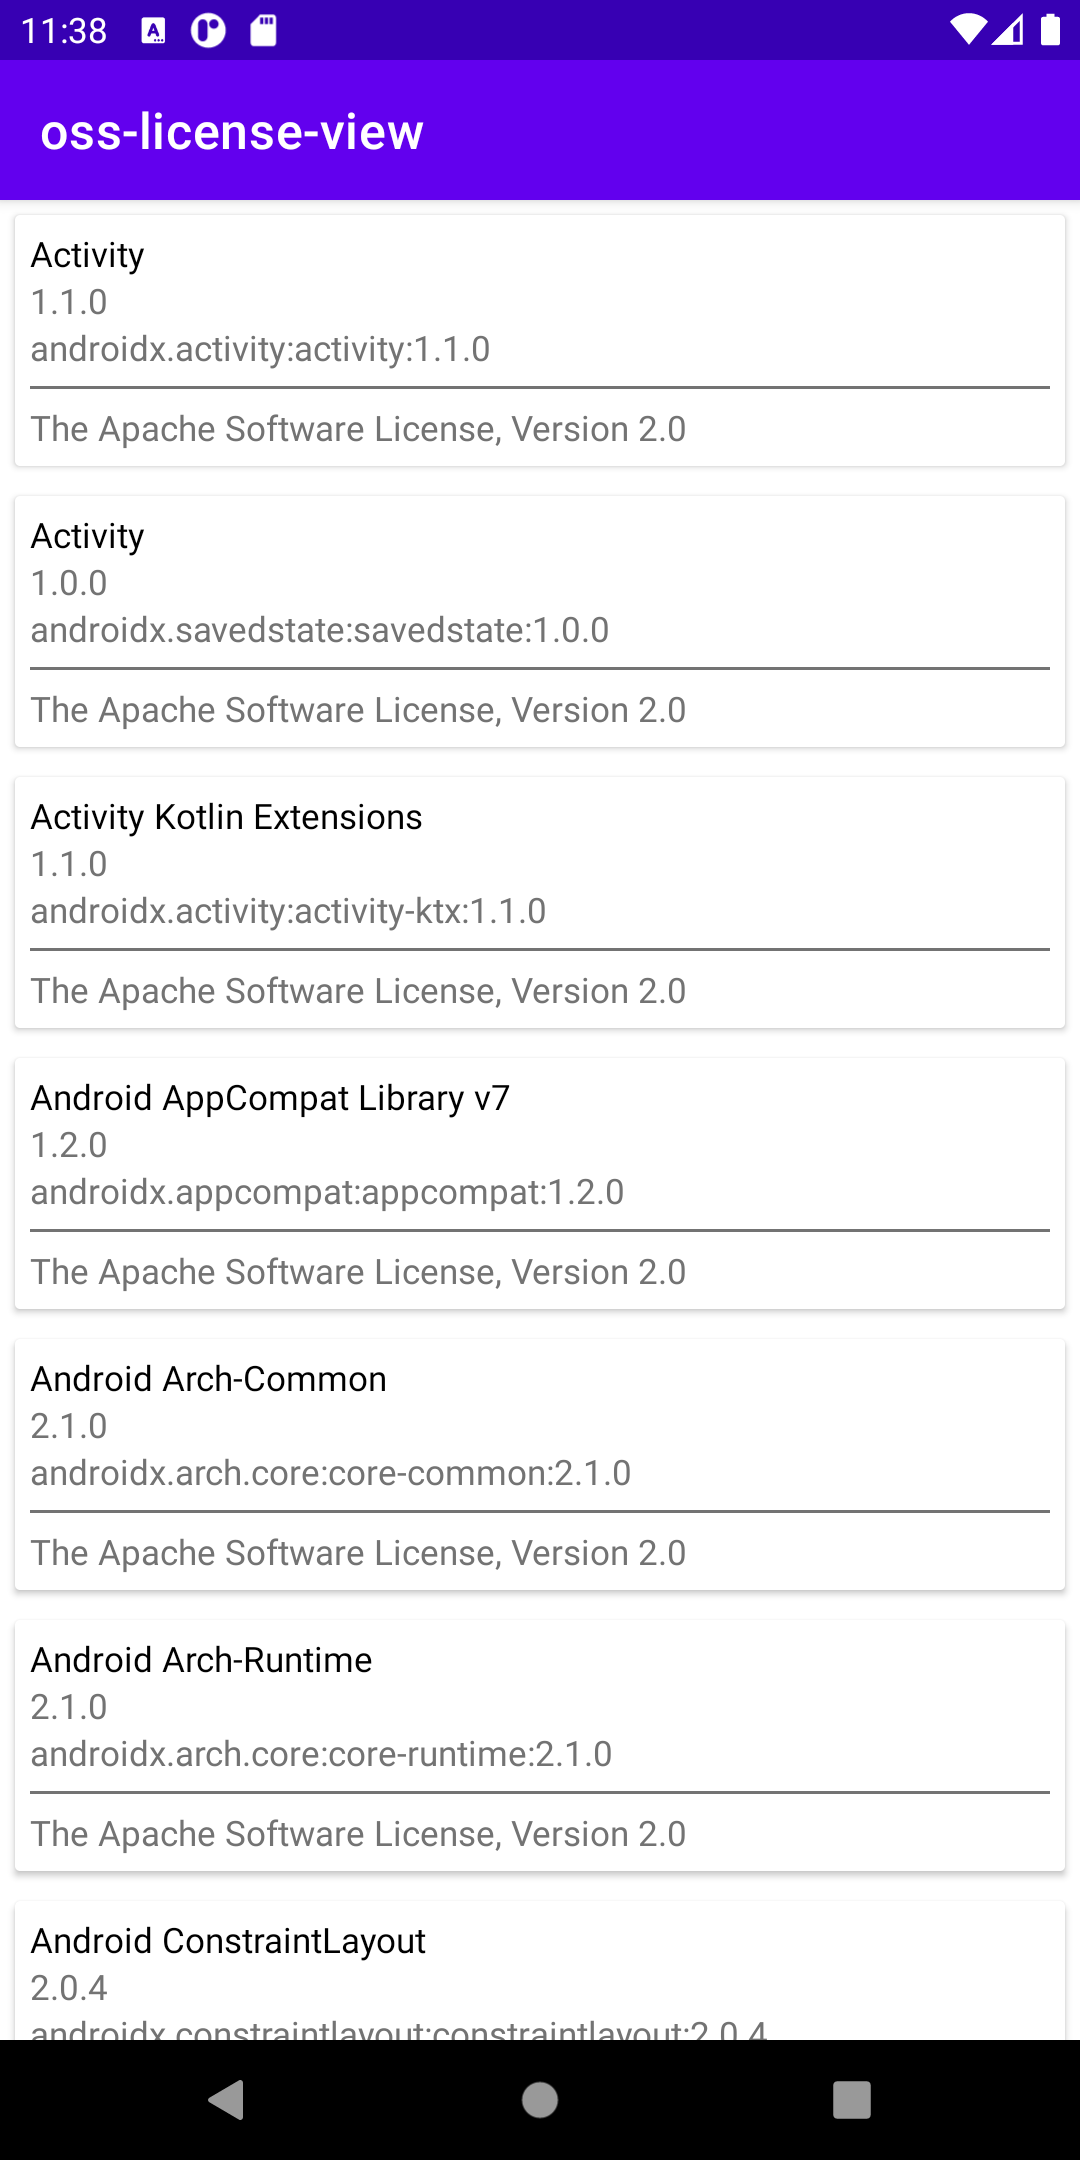 11:38
oss-license-view
Activity
1.1.0
androidx.activity:activity:1.1.0
The Apache Software License, Version 2.0
Activity
1.0.0
androidx.savedstate:savedstate:1.0.0
The Apache Software License, Version 2.0
Activity Kotlin Extensions
1.1.0
androidx.activity:activity-ktx:1.1.0
The Apache Software License, Version 2.0
Android AppCompat Library v7
1.2.0
androidx.appcompat:appcompat:1.2.0
The Apache Software License, Version 2.0
Android Arch-Common
2.1.0
androidx.arch.core:core-common:2.1.0
The Apache Software License, Version 2.0
Android Arch-Runtime
2.1.0
androidx.arch.core:core-runtime:2.1.0
The Apache Software License, Version 2.0
Android ConstraintLayout
2.0.4
androidx.constraintlayout:constraintlayout:2.0.4